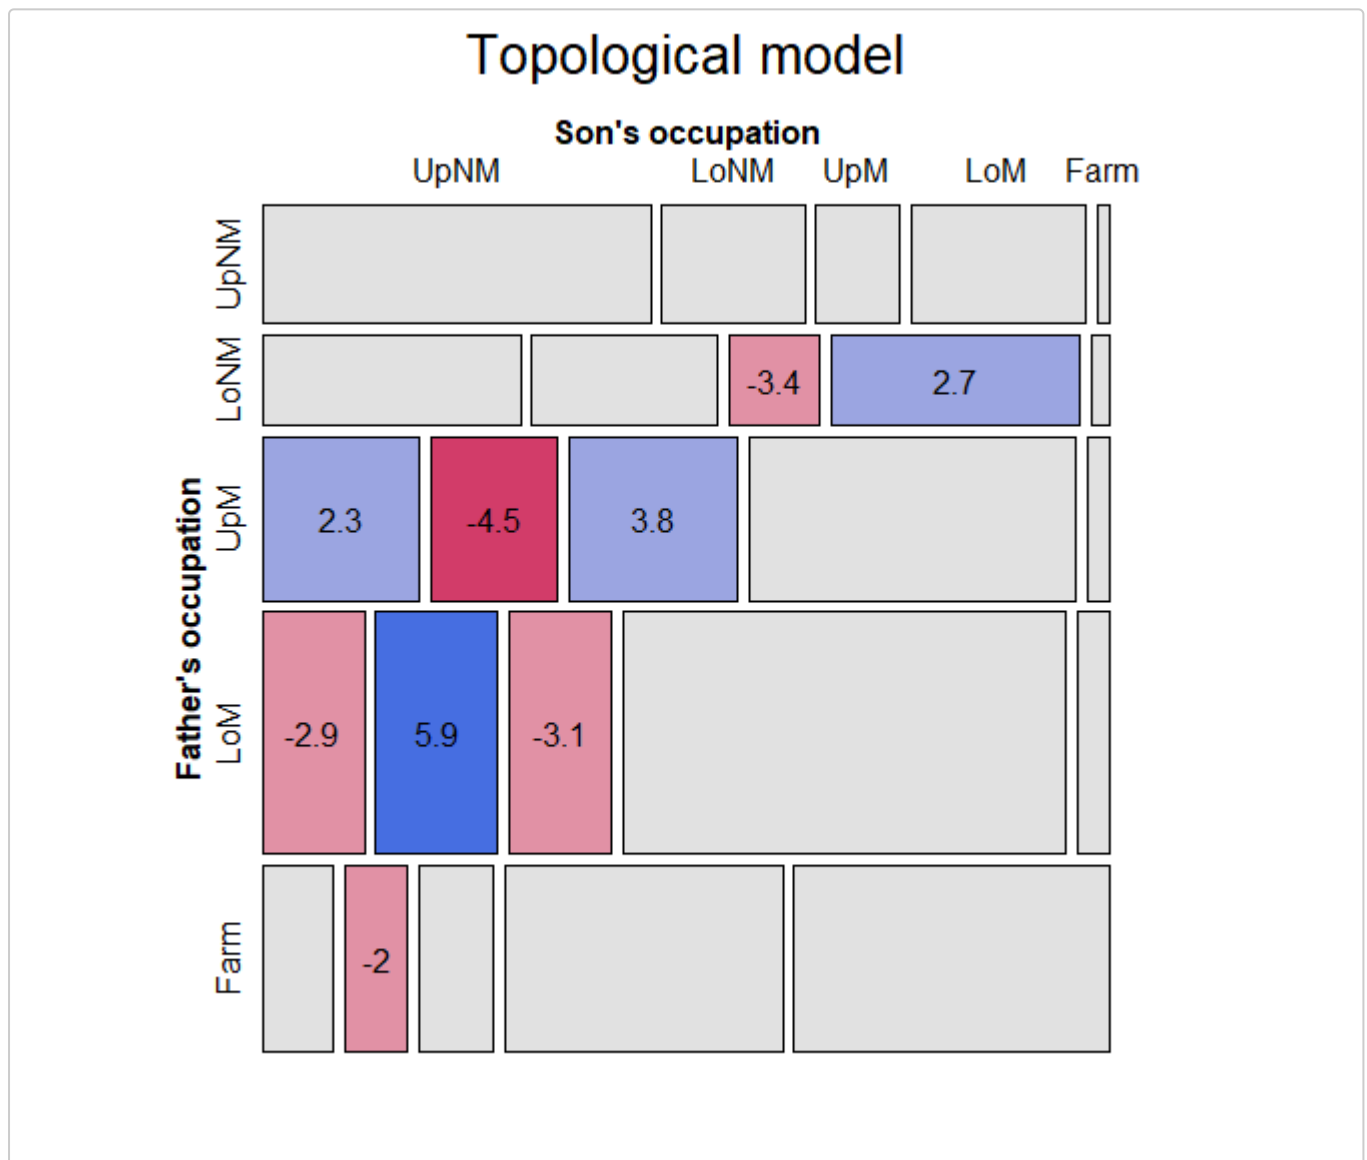 Topological model
Son's occupation
UpNM LoNM UpM LoM Farm
Father's occupation
UpNM
LoNM
-3.4 2.7
UpM
2.3 -4.5 3.8
LoM
-2.9 5.9 -3.1
Farm
-2